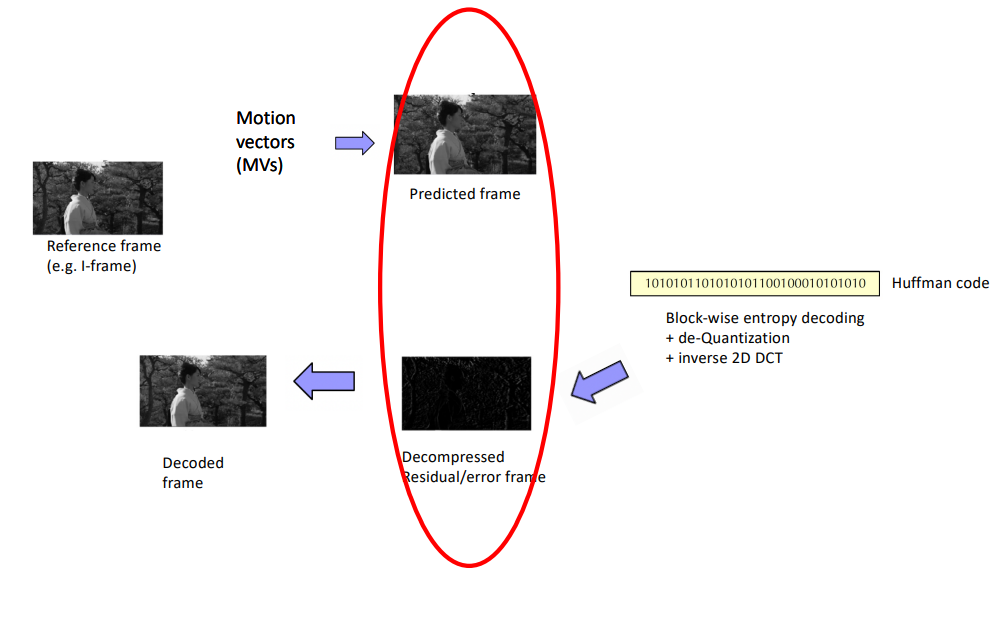 Motion
vectors
(MVs)
Predicted frame
Reference frame
(e.g. I-frame)
1010101101010101100100010101010
Huffman code
Block-wise entropy decoding
+ de-Quantization
+ inverse 2D DCT
Decompressed
Residual/error frame
Decoded
frame